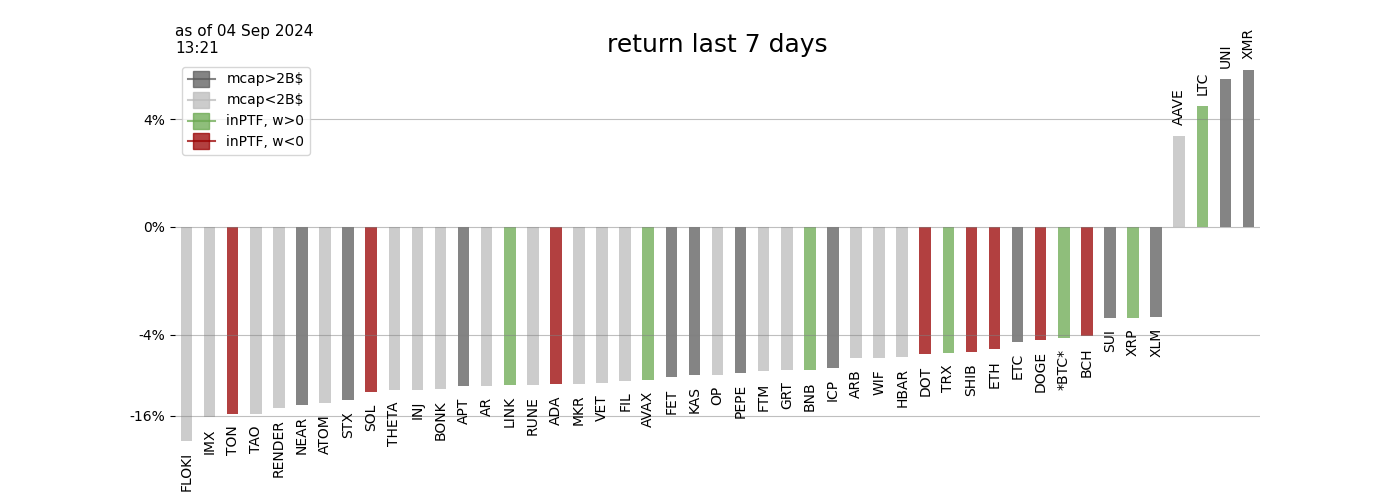 as of 04 Sep 2024
13:21
return last 7 days
mcap>2B$
mcap<2B$
inPTF, w>0
inPTF, w<0
4%
0%
-4%
-16%
FLOKI
IMX
TON
TAO
RENDER
NEAR
ATOM
STX
SOL
THETA
INJ
BONK
APT
AR
LINK
RUNE
ADA
MKR
VET
FIL
AVAX
FET
KAS
OP
PEPE
FTM
GRT
BNB
ICP
ARB
WIF
HBAR
DOT
TRX
SHIB
ETH
ETC
DOGE
*BTC*
BCH
SUI
XRP
XLM
AAVE
LTC
UNI
XMR